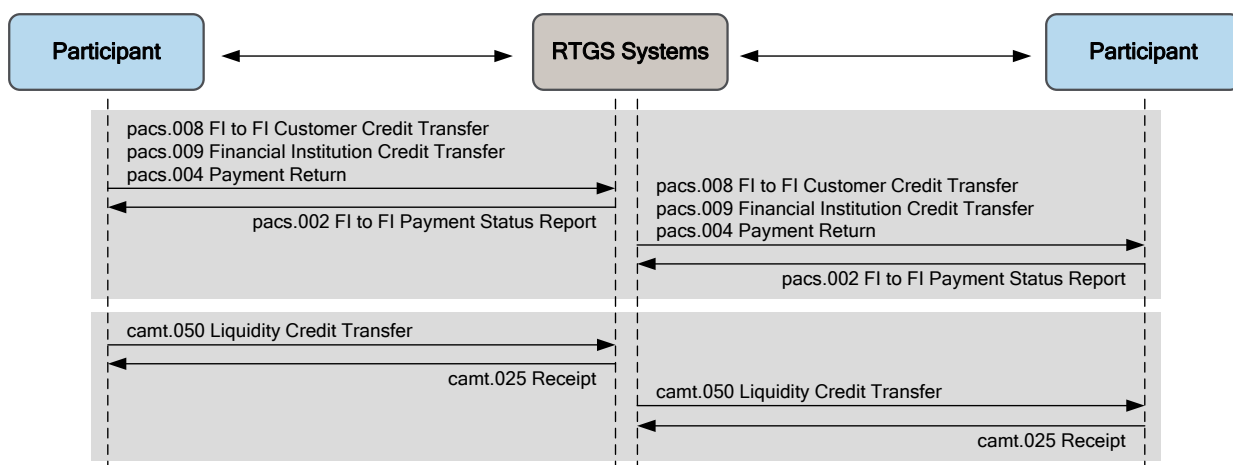 Participant
RTGS Systems
Participant
pacs.008 FI to FI Customer Credit Transfer
pacs.009 Financial Institution Credit Transfer
pacs.004 Payment Return
pacs.002 FI to FI Payment Status Report
pacs.008 FI to FI Customer Credit Transfer
pacs.009 Financial Institution Credit Transfer
pacs.004 Payment Return
pacs.002 FI to FI Payment Status Report
camt.050 Liquidity Credit Transfer
camt.025 Receipt
camt.050 Liquidity Credit Transfer
camt.025 Receipt